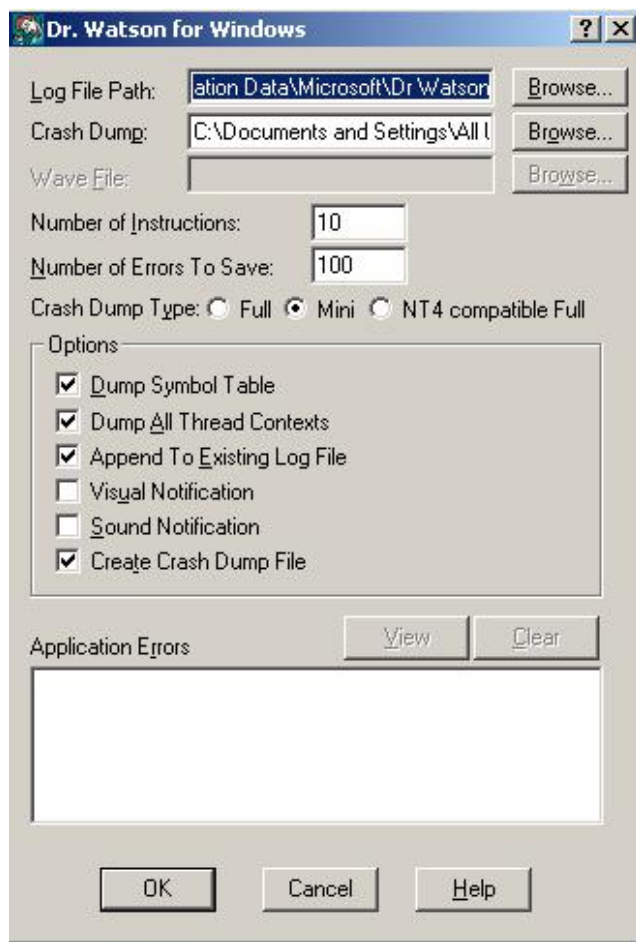 Dr. Watson for Windows
Log File Path: ation Data\Microsoft\Dr Watson Browse...
Crash Dump: C:\Documents and Settings\All U Browse...
Wave File: Browse...
Number of Instructions: 10
Number of Errors To Save: 100
Crash Dump Type: Full Mini NT4 compatible Full
Options
Dump Symbol Table
Dump All Thread Contexts
Append To Existing Log File
Visual Notification
Sound Notification
Create Crash Dump File
Application Errors View Clear
OK Cancel Help